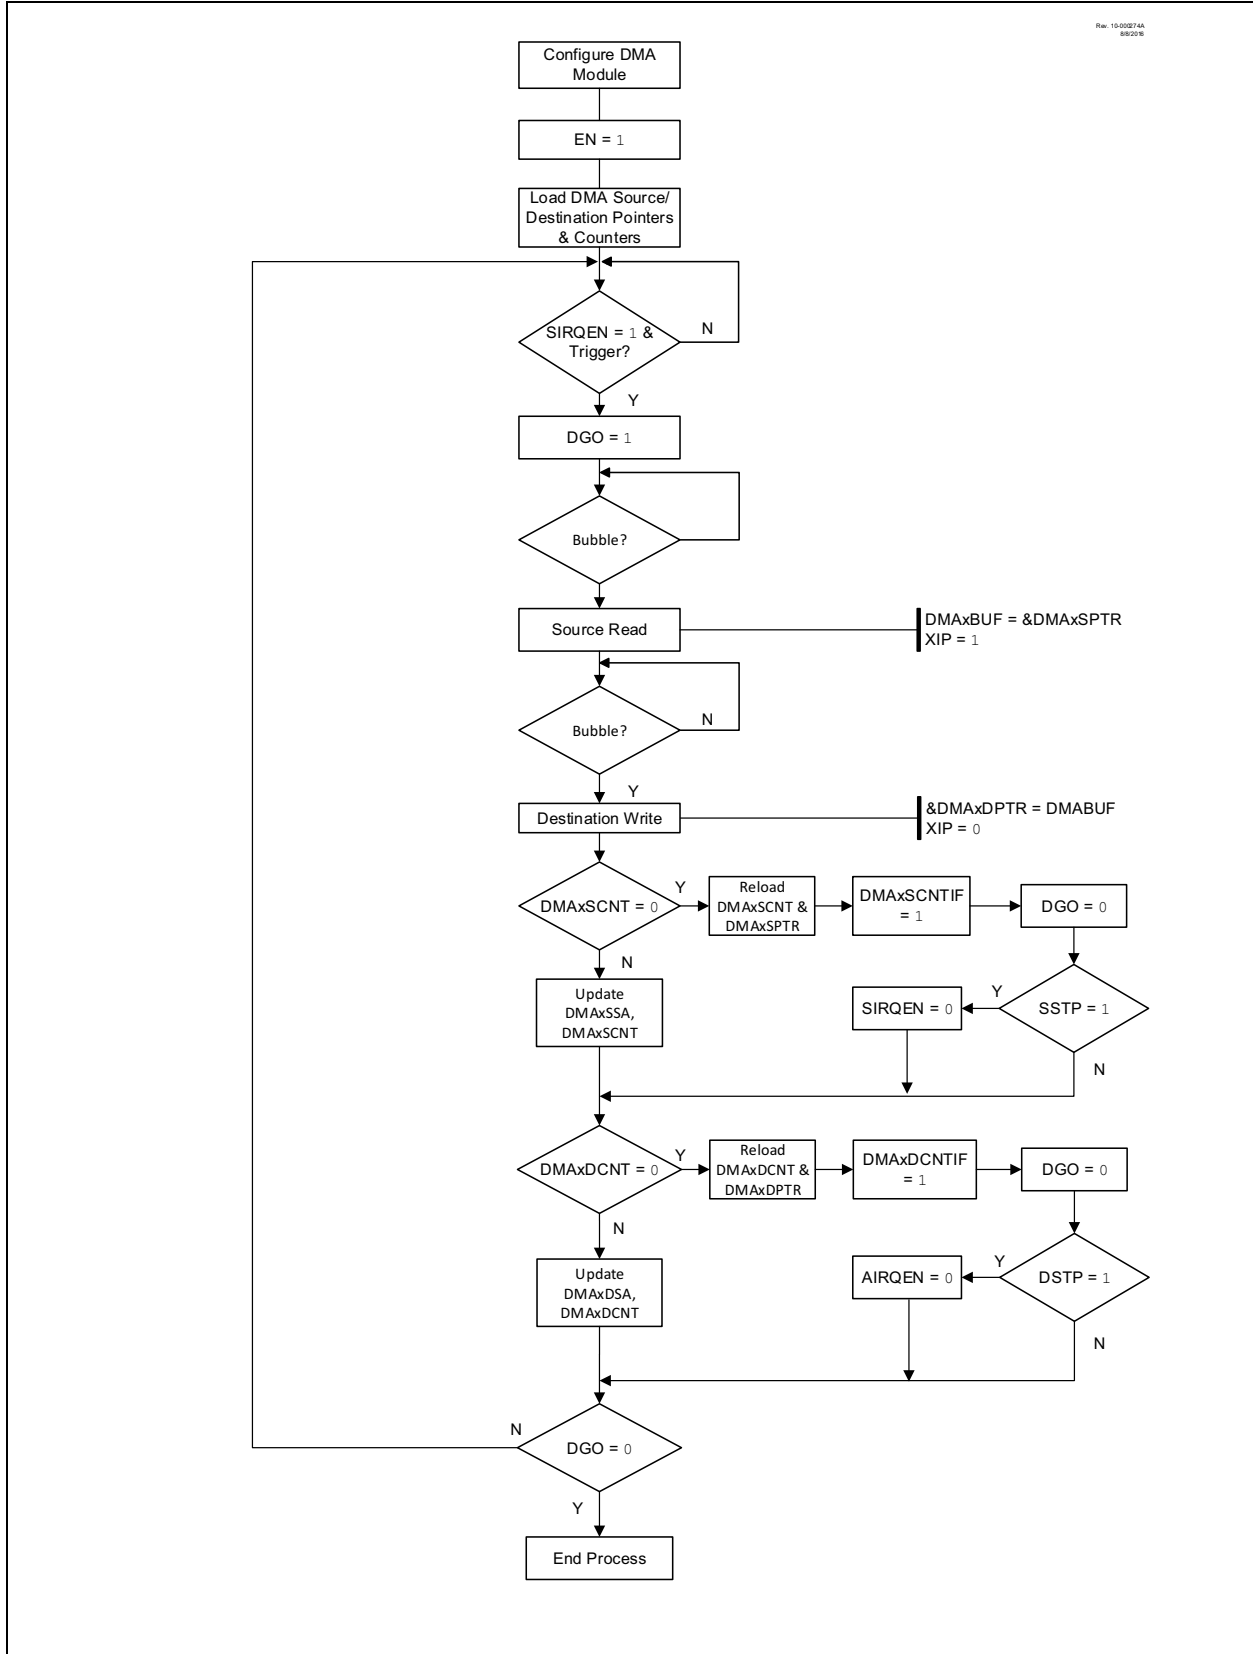 Rev. 10-000274A
8/8/2016
Configure DMA
Module
EN = 1
Load DMA Source/
Destination Pointers
& Counters
SIRQEN = 1 &
Trigger?
N
Y
DGO = 1
Bubble?
Source Read
DMAxBUF = &DMAxSPTR
XIP = 1
Bubble?
N
Y
Destination Write
&DMAxDPTR = DMABUF
XIP = 0
DMAxSCNT = 0
Y
Reload
DMAxSCNT &
DMAxSPTR
DMAxSCNTIF
= 1
DGO = 0
N
Update
DMAxSSA,
DMAxSCNT
SIRQEN = 0
Y
SSTP = 1
N
DMAxDCNT = 0
Y
Reload
DMAxDCNT &
DMAxDPTR
DMAxDCNTIF
= 1
DGO = 0
N
Update
DMAxDSA,
DMAxDCNT
AIRQEN = 0
Y
DSTP = 1
N
N
DGO = 0
Y
End Process